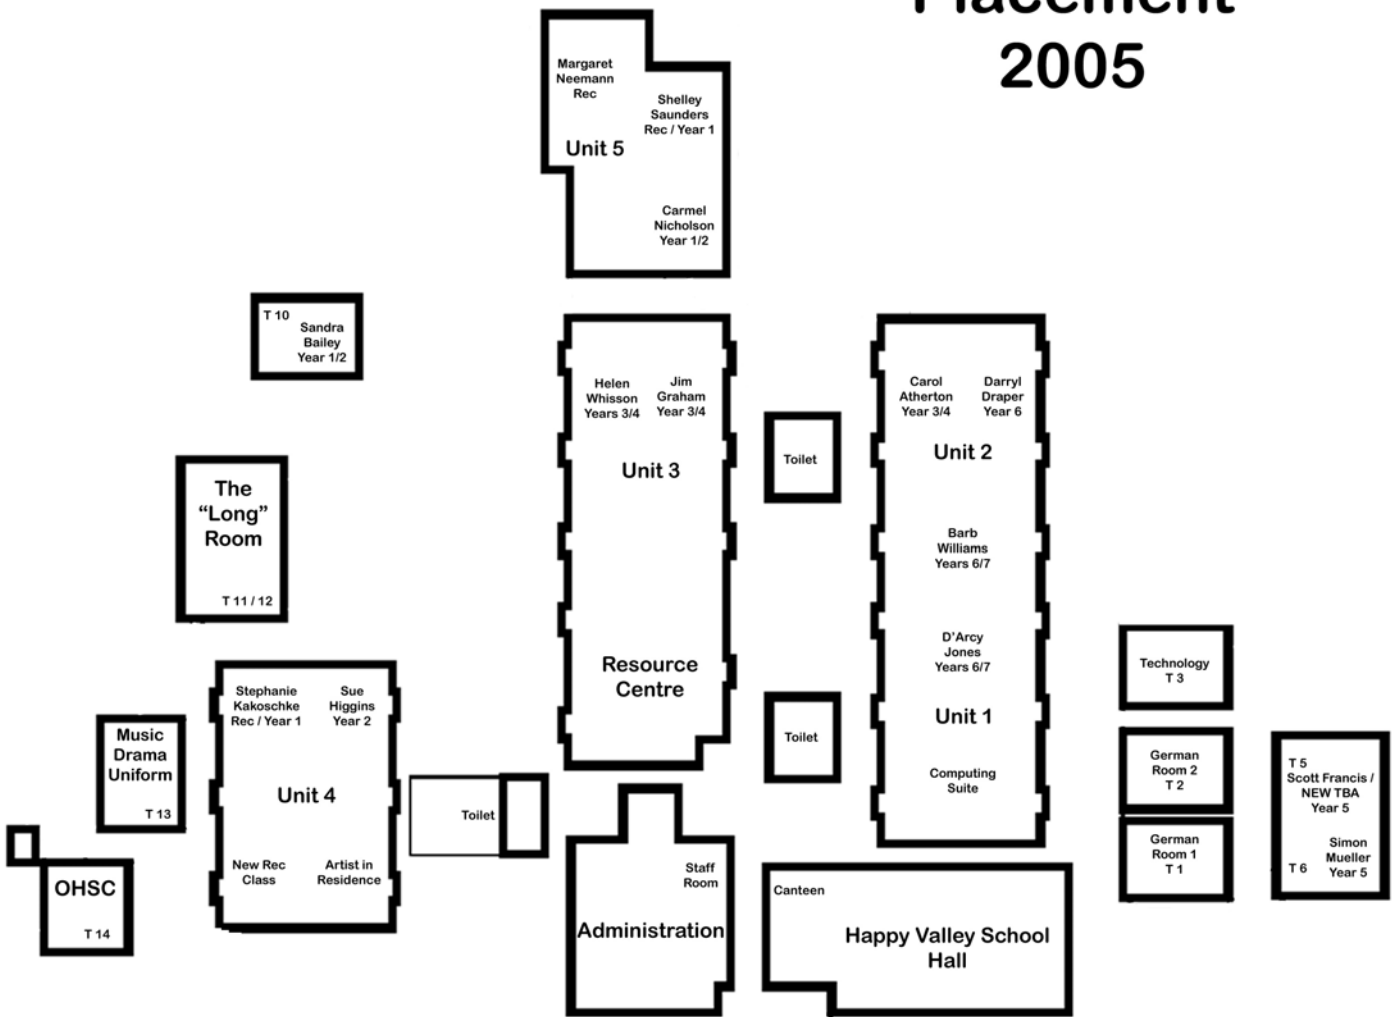 Placement
2005
Margaret
Neemann
Rec
Shelley
Saunders
Rec / Year 1
Unit 5
Carmel
Nicholson
Year 1/2
T 10
Sandra
Bailey
Year 1/2
Helen
Whisson
Years 3/4
Jim
Graham
Year 3/4
Unit 3
Resource
Centre
Toilet
Carol
Atherton
Year 3/4
Darryl
Draper
Year 6
Unit 2
Barb
Williams
Years 6/7
D'Arcy
Jones
Years 6/7
Unit 1
Computing
Suite
The
“Long”
Room
T 11 / 12
Stephanie
Kakoschke
Rec / Year 1
Sue
Higgins
Year 2
Unit 4
New Rec
Class
Artist in
Residence
Music
Drama
Uniform
T 13
OHSC
T 14
Toilet
Toilet
Staff
Room
Administration
Canteen
Happy Valley School
Hall
Technology
T 3
German
Room 2
T 2
German
Room 1
T 1
T 5
Scott Francis /
NEW TBA
Year 5
Simon
Mueller
Year 5
T 6